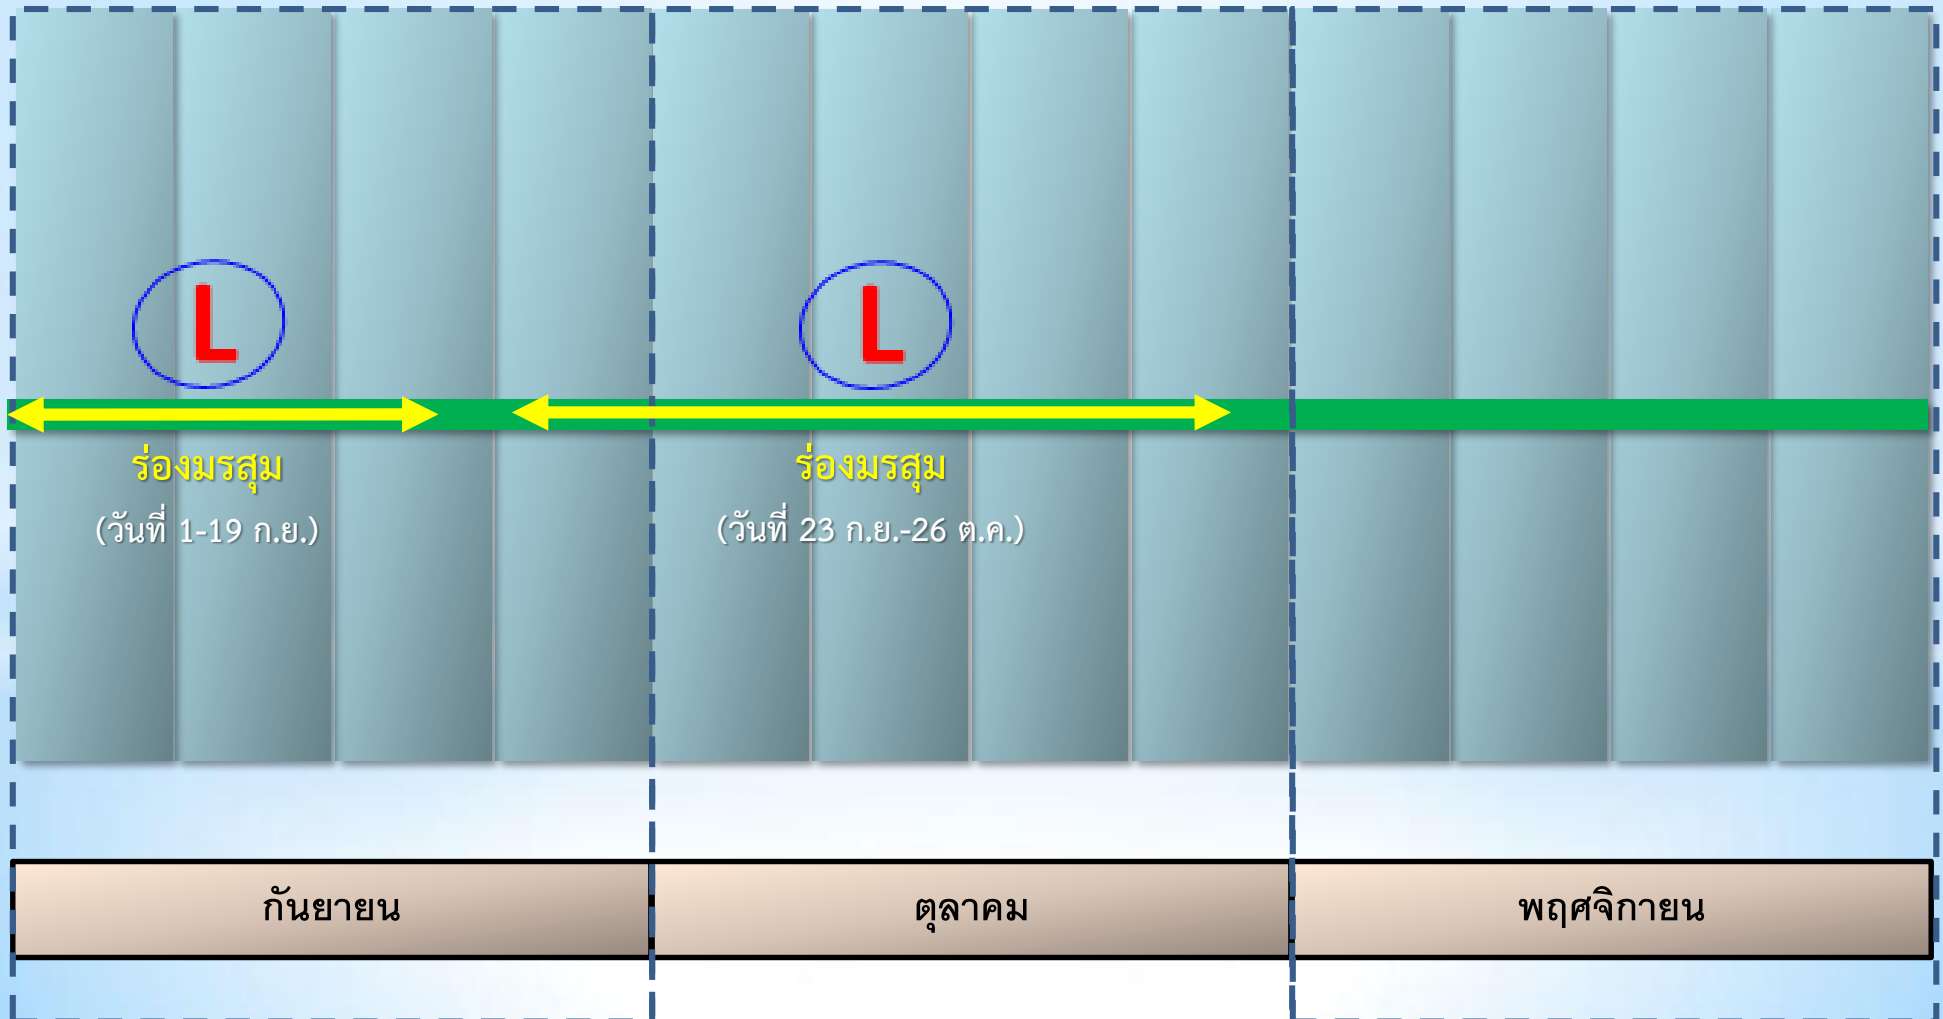 L
ร่องมรสุม
(วันที่ 1-19 ก.ย.)
L
ร่องมรสุม
(วันที่ 23 ก.ย.-26 ต.ค.)
กันยายน
ตุลาคม
พฤศจิกายน